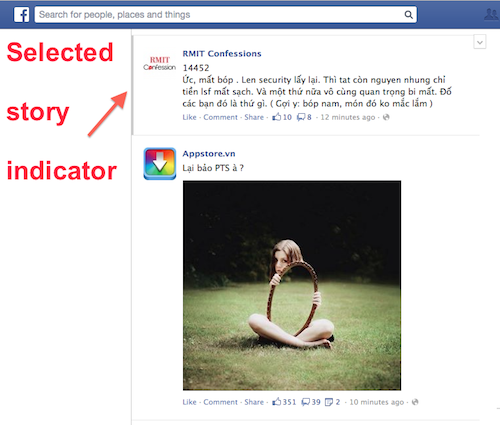 Search for people, places and things
Selected
story
indicator
RMIT
Confession
RMIT Confessions
14452
Ức, mất bóp . Len security lấy lại. Thì tat còn nguyen nhung chỉ
tiền lsf mất sạch. Và một thứ nữa vô cùng quan trọng bi mất. Đố
các bạn đó là thứ gì. ( Gợi y: bóp nam, món đó ko mắc lắm )
Like · Comment · Share · 10 8 · 12 minutes ago ·
Appstore.vn
Lại bảo PTS à ?
Like · Comment · Share · 351 39 2 · 10 minutes ago ·